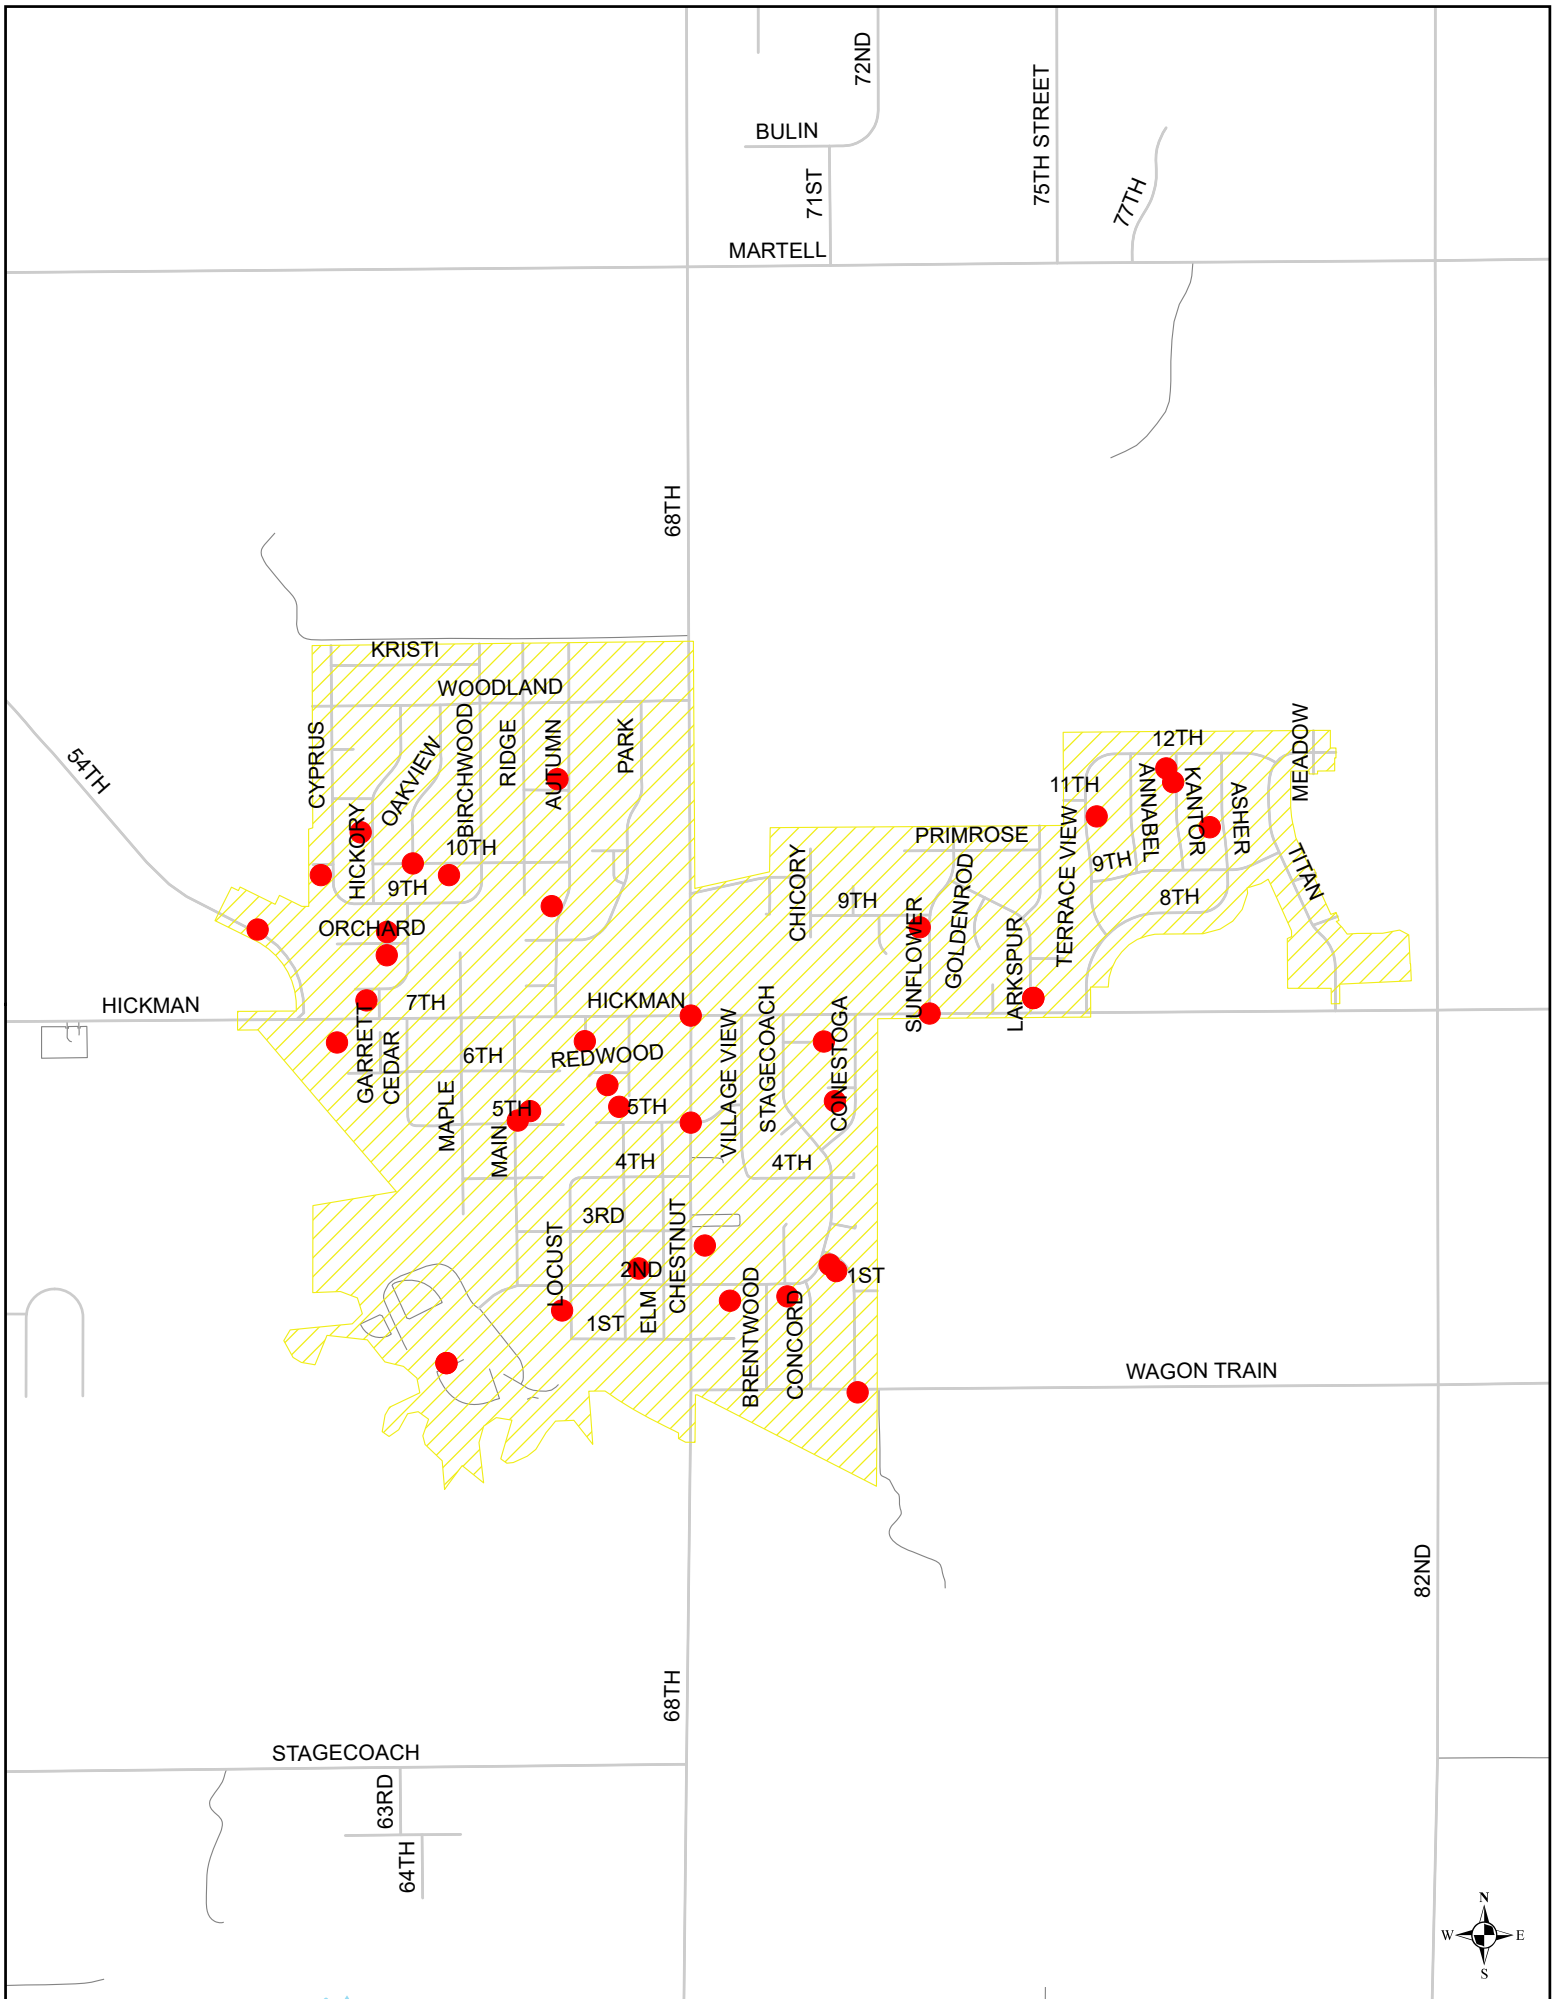 72ND
75TH STREET
BULIN
71ST
77TH
MARTELL
68TH
KRISTI
WOODLAND
54TH
CYPRUS
OAKVIEW
BIRCHWOOD
RIDGE
AUTUMN
PARK
MEADOW
12TH
11TH
ANNABEL
KANTOR
ASHER
HICKORY
10TH
9TH
PRIMROSE
CHICORY
9TH
SUNFLOWER
GOLDENROD
LARKSPUR
TERRACE VIEW
9TH
8TH
TITAN
ORCHARD
HICKMAN
7TH
HICKMAN
GARRETT
CEDAR
6TH
REDWOOD
VILLAGE VIEW
STAGECOACH
CONESTOGA
MAPLE
MAIN
5TH
5TH
4TH
4TH
3RD
LOCUST
CHESTNUT
2ND
ELM
1ST
1ST
BRENTWOOD
CONCORD
WAGON TRAIN
82ND
68TH
STAGECOACH
63RD
64TH
N
W E
S